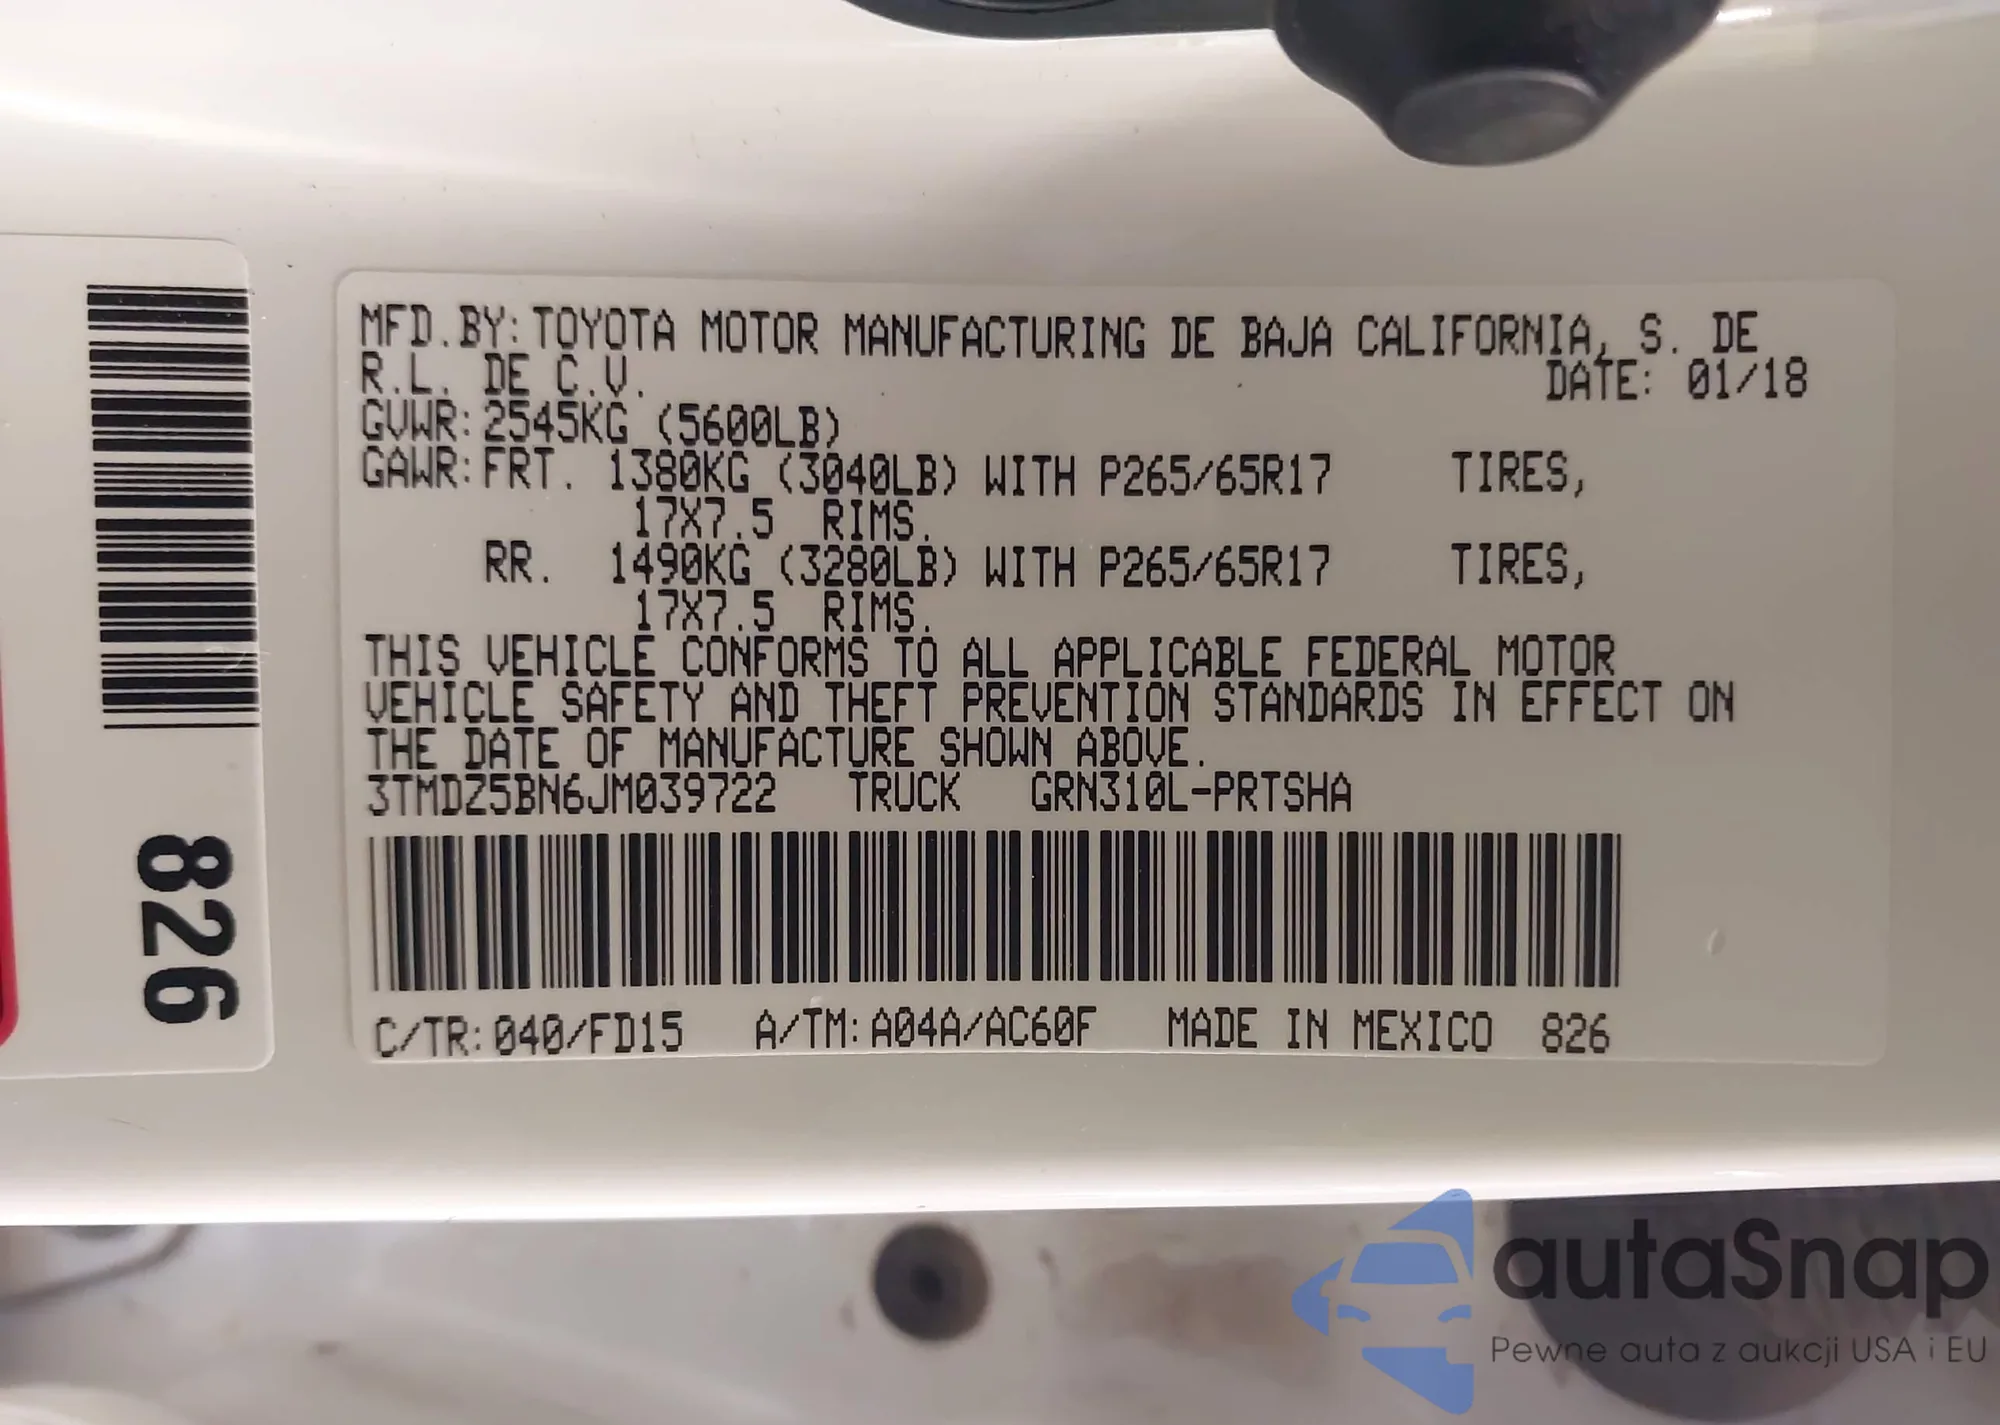 MFD.BY:TOYOTA MOTOR MANUFACTURING DE BAJA CALIFORNIA, S. DE
R.L. DE C.V.
DATE: 01/18
GVWR:2545KG (5600LB)
GAWR:FRT. 1380KG (3040LB) WITH P265/65R17 TIRES,
17X7.5 RIMS.
RR. 1490KG (3280LB) WITH P265/65R17 TIRES,
17X7.5 RIMS.
THIS VEHICLE CONFORMS TO ALL APPLICABLE FEDERAL MOTOR
VEHICLE SAFETY AND THEFT PREVENTION STANDARDS IN EFFECT ON
THE DATE OF MANUFACTURE SHOWN ABOVE.
3TMDZ5BN6JM039722 TRUCK GRN310L-PRTSHA
C/TR:040/FD15 A/TM:A04A/AC60F MADE IN MEXICO 826
826
autaSnap
Pewne auta z aukcji USA i EU